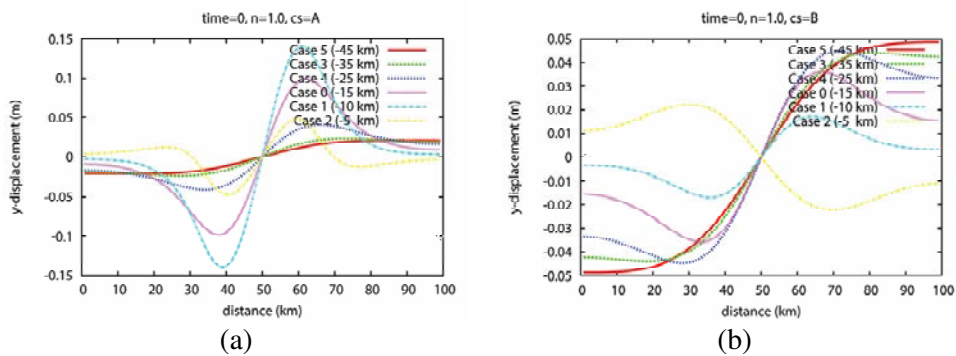 time=0, n=1.0, cs=A
0.15
0.1
0.05
0
-0.05
-0.1
0.15
y-displacement (m)
Case 5 (-45 km)
Case 3 (-35 km)
Case 4 (-25 km)
Case 0 (-15 km)
Case 1 (-10 km)
Case 2 (-5 km)
0 10 20 30 40 50 60 70 80 90 100
distance (km)
(a)
time=0, n=1.0, cs=B
0.05
0.04
0.03
0.02
0.01
0
-0.01
-0.02
-0.03
-0.04
-0.05
y-displacement (m)
Case 5 (-45 km)
Case 3 (-35 km)
Case 4 (-25 km)
Case 0 (-15 km)
Case 1 (-10 km)
Case 2 (-5 km)
0 10 20 30 40 50 60 70 80 90 100
distance (km)
(b)